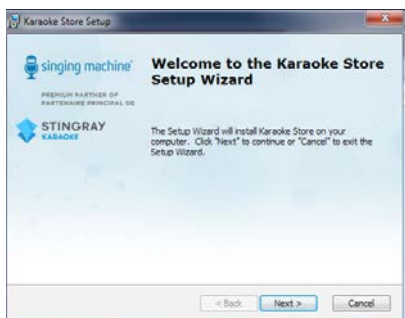 Karaoke Store Setup
singing machine
Welcome to the Karaoke Store
Setup Wizard
PREMIUM PARTNER OF
PARTENAIRE PRINCIPAL DE
STINGRAY
KARAOKE
The Setup Wizard will install Karaoke Store on your
computer. Click "Next" to continue or "Cancel" to exit the
Setup Wizard.
< Back
Next >
Cancel